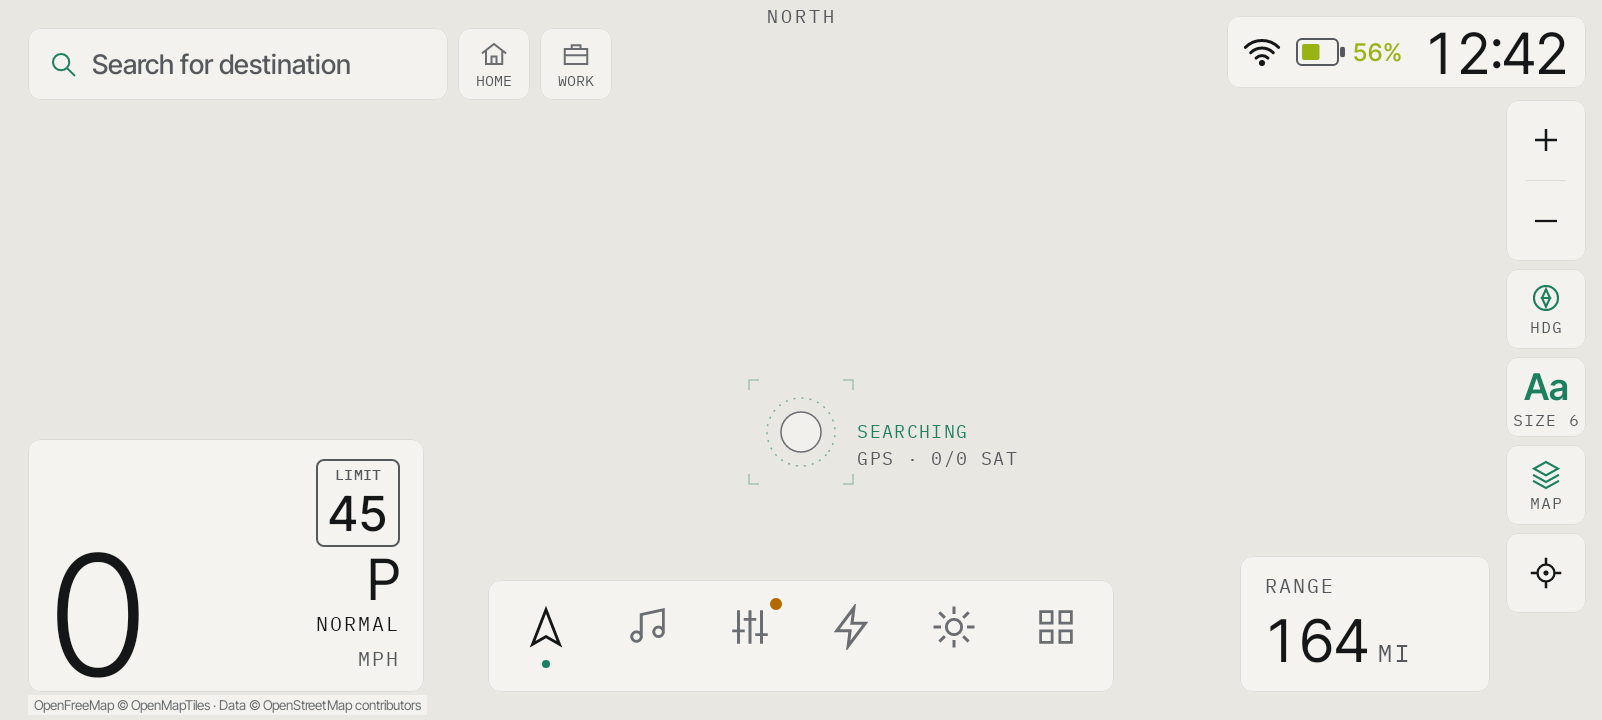 NORTH
Search for destination
HOME
WORK
56%
12:42
HDG
Aa
SIZE 6
MAP
SEARCHING
GPS · 0/0 SAT
LIMIT
45
0
P
NORMAL
MPH
RANGE
164 MI
OpenFreeMap © OpenMapTiles · Data © OpenStreetMap contributors